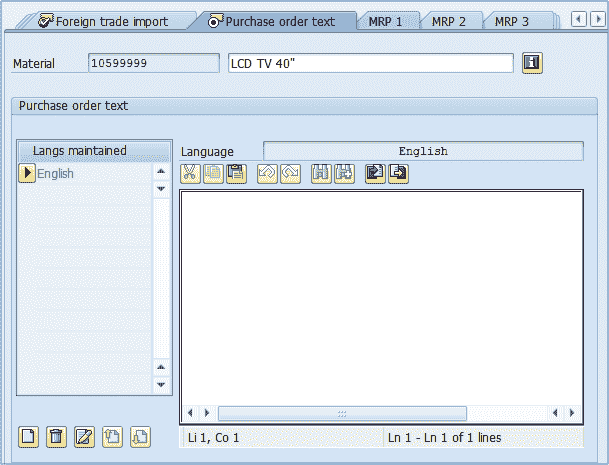 Foreign trade import Purchase order text MRP 1 MRP 2 MRP 3
Material 10599999 LCD TV 40"
Purchase order text
Langs maintained
Language English
English
Li 1, Co 1 Ln 1 - Ln 1 of 1 lines